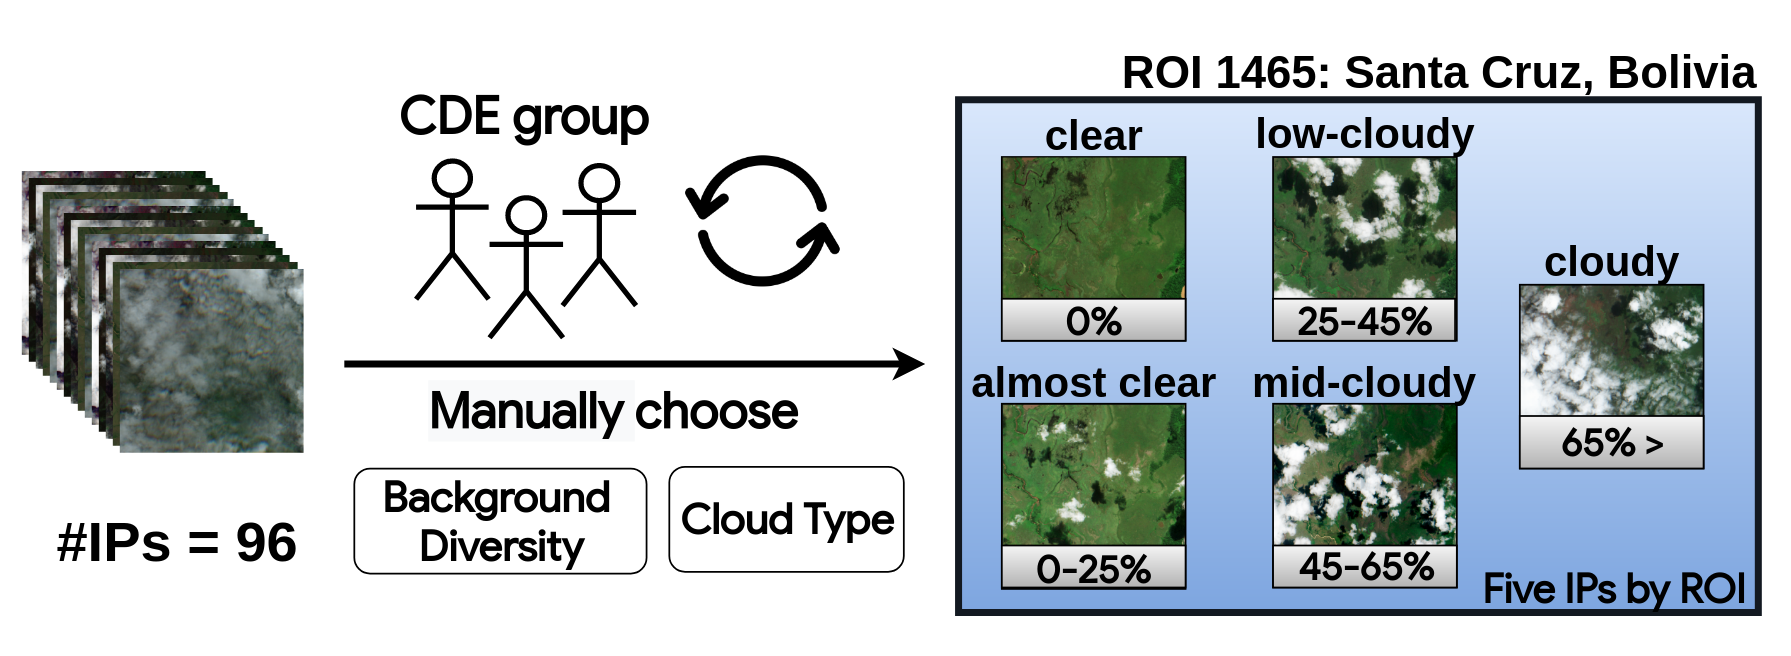 #IPs = 96
CDE group
Manually choose
Background
Diversity
Cloud Type
ROI 1465: Santa Cruz, Bolivia
clear
0%
low-cloudy
25-45%
almost clear
0-25%
mid-cloudy
45-65%
cloudy
65% >
Five IPs by ROI